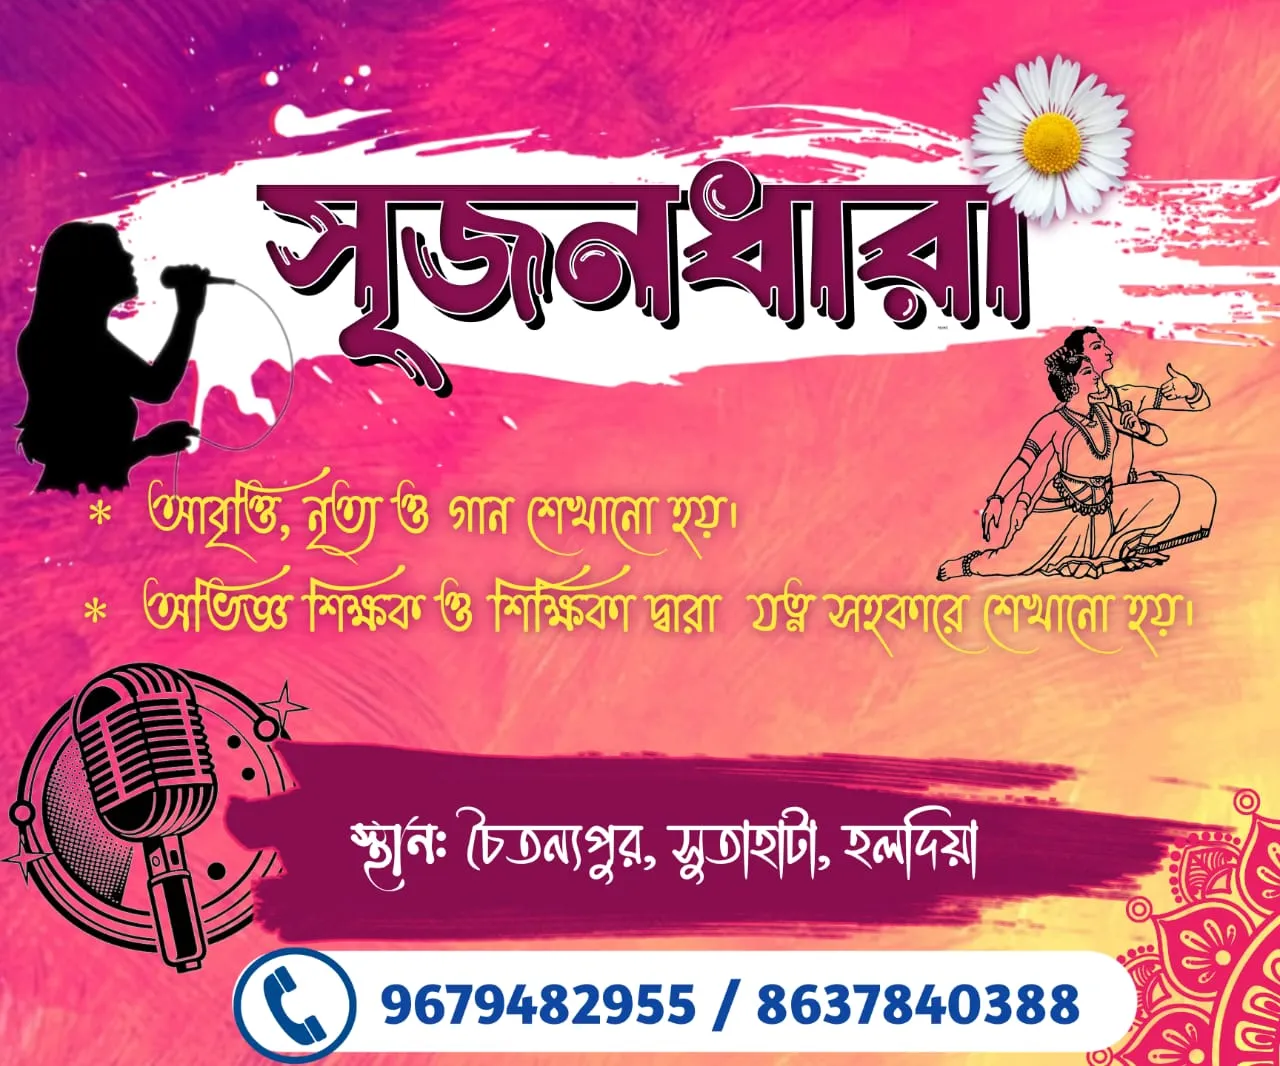 সৃজনধারা
* আবৃত্তি, নৃত্য ও গান শেখানো হয়।
* অভিজ্ঞ শিক্ষক ও শিক্ষিকা দ্বারা যত্ন সহকারে শেখানো হয়।
স্থান: চৈতন্যপুর, সুতাহাটা, হলদিয়া
9679482955 / 8637840388